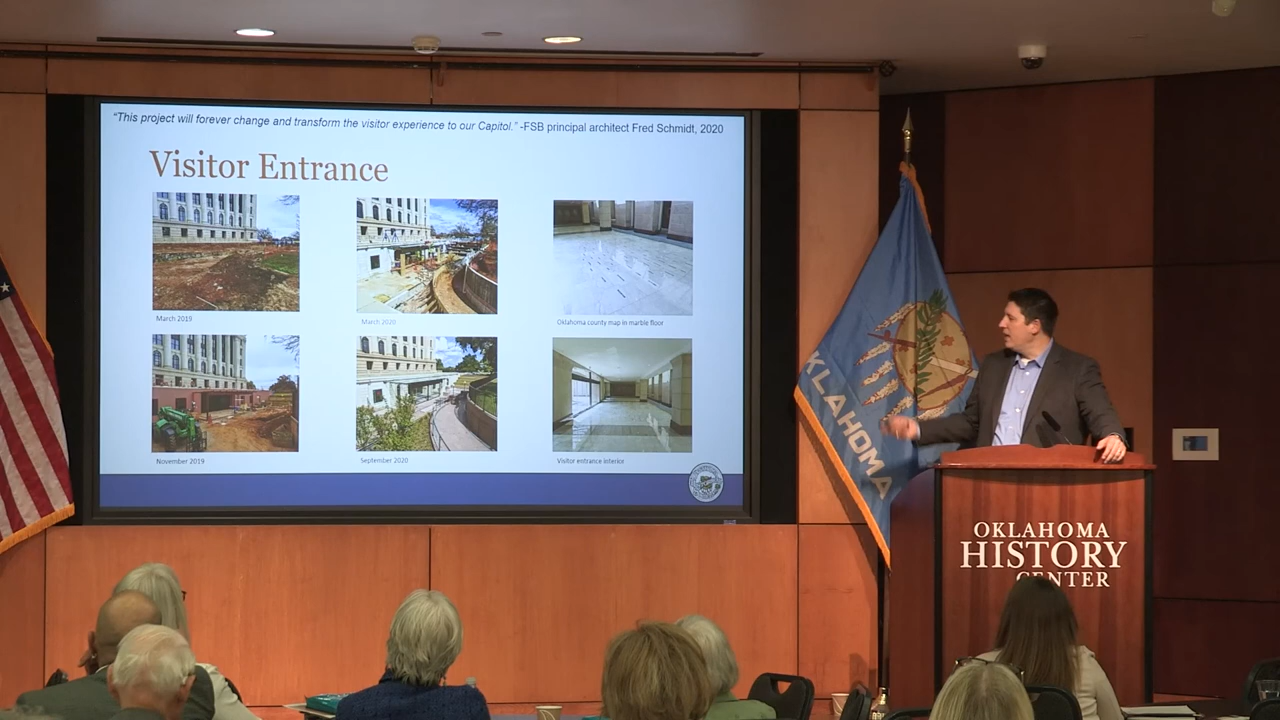 “This project will forever change and transform the visitor experience to our Capitol.” -FSB principal architect Fred Schmidt, 2020
Visitor Entrance
March 2019
March 2020
Oklahoma county map in marble floor
November 2019
September 2020
Visitor entrance interior
KLAHOMA
OKLAHOMA
HISTORY
CENTER